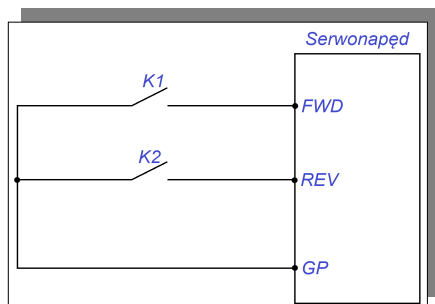 Serwonapęd
K1
FWD
K2
REV
GP